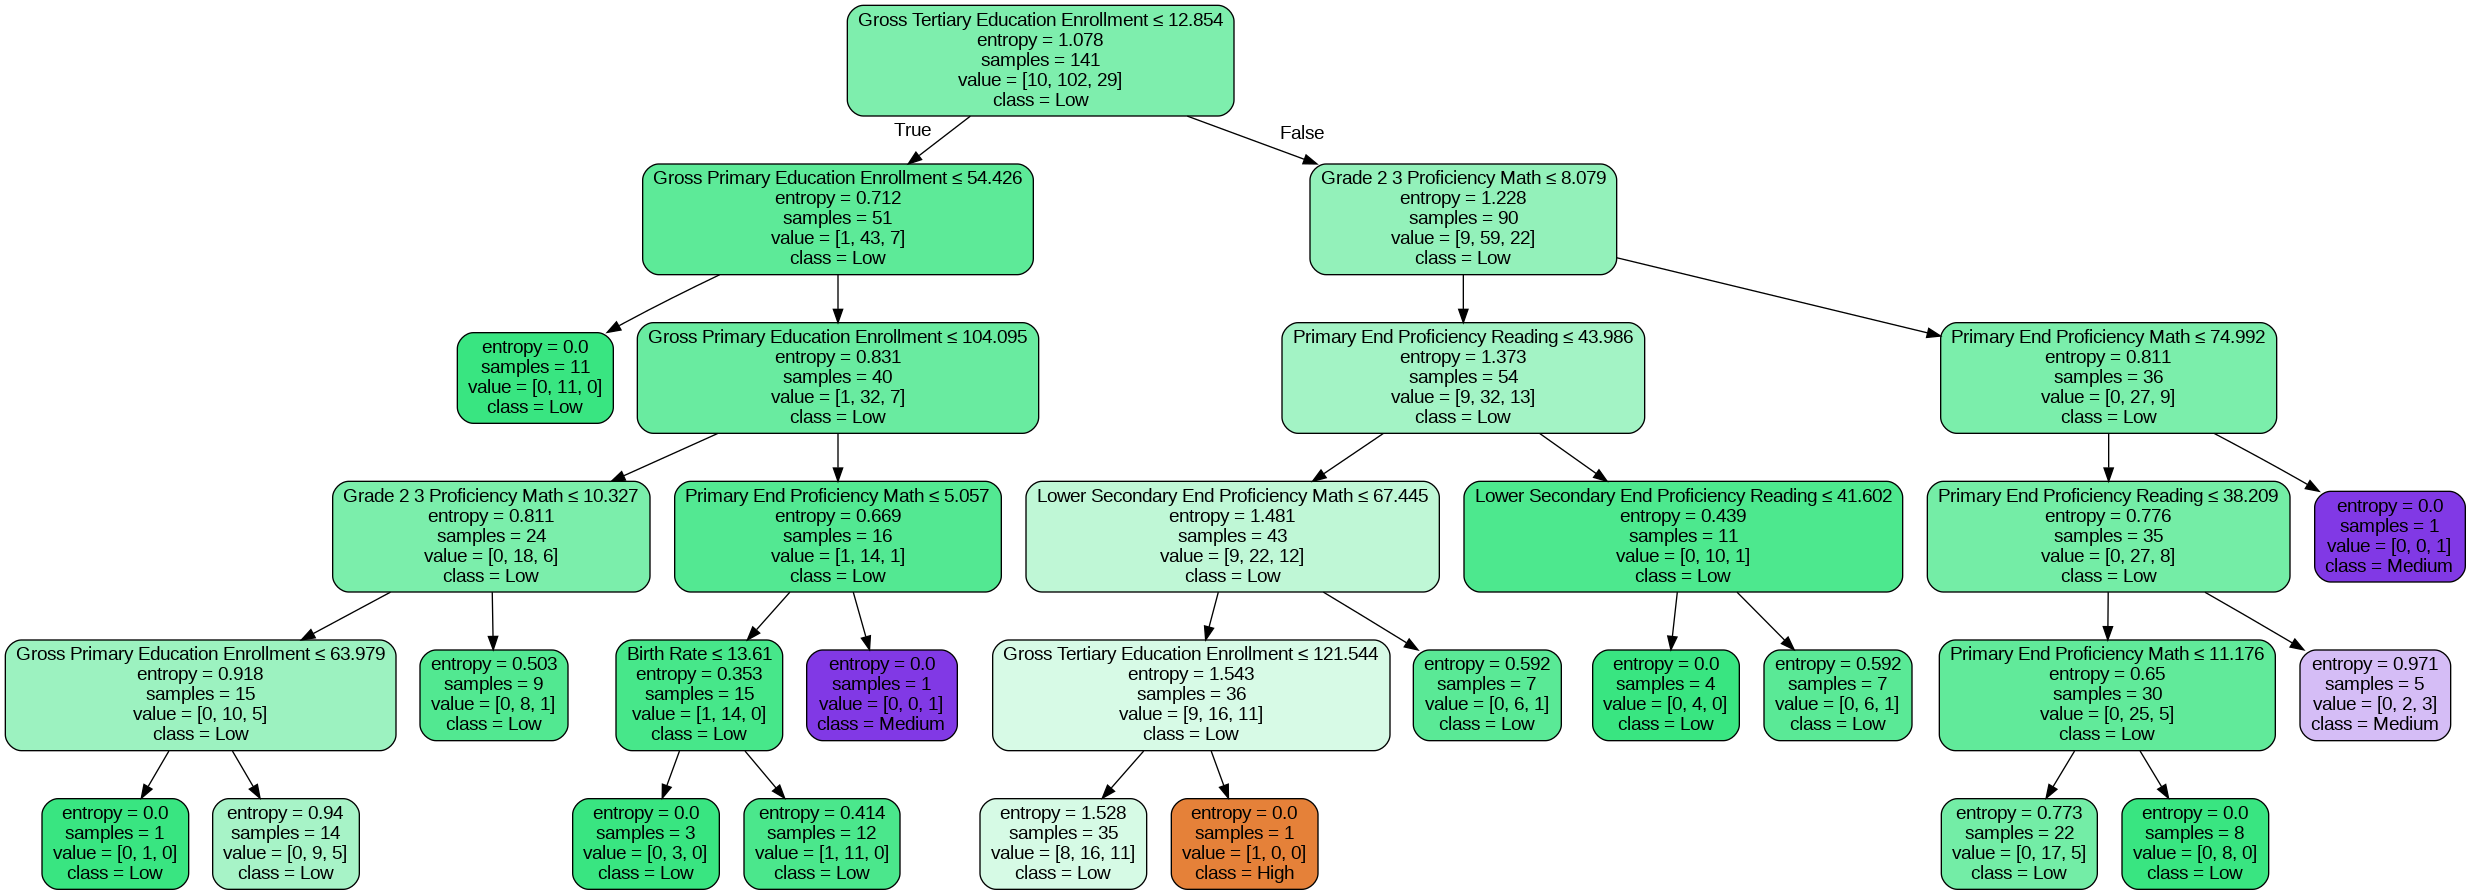 Gross Tertiary Education Enrollment ≤ 12.854
entropy = 1.078
samples = 141
value = [10, 102, 29]
class = Low
True
False
Gross Primary Education Enrollment ≤ 54.426
entropy = 0.712
samples = 51
value = [1, 43, 7]
class = Low
Grade 2 3 Proficiency Math ≤ 8.079
entropy = 1.228
samples = 90
value = [9, 59, 22]
class = Low
entropy = 0.0
samples = 11
value = [0, 11, 0]
class = Low
Gross Primary Education Enrollment ≤ 104.095
entropy = 0.831
samples = 40
value = [1, 32, 7]
class = Low
Primary End Proficiency Reading ≤ 43.986
entropy = 1.373
samples = 54
value = [9, 32, 13]
class = Low
Primary End Proficiency Math ≤ 74.992
entropy = 0.811
samples = 36
value = [0, 27, 9]
class = Low
Grade 2 3 Proficiency Math ≤ 10.327
entropy = 0.811
samples = 24
value = [0, 18, 6]
class = Low
Primary End Proficiency Math ≤ 5.057
entropy = 0.669
samples = 16
value = [1, 14, 1]
class = Low
Lower Secondary End Proficiency Math ≤ 67.445
entropy = 1.481
samples = 43
value = [9, 22, 12]
class = Low
Lower Secondary End Proficiency Reading ≤ 41.602
entropy = 0.439
samples = 11
value = [0, 10, 1]
class = Low
Primary End Proficiency Reading ≤ 38.209
entropy = 0.776
samples = 35
value = [0, 27, 8]
class = Low
entropy = 0.0
samples = 1
value = [0, 0, 1]
class = Medium
Gross Primary Education Enrollment ≤ 63.979
entropy = 0.918
samples = 15
value = [0, 10, 5]
class = Low
entropy = 0.503
samples = 9
value = [0, 8, 1]
class = Low
Birth Rate ≤ 13.61
entropy = 0.353
samples = 15
value = [1, 14, 0]
class = Low
entropy = 0.0
samples = 1
value = [0, 0, 1]
class = Medium
Gross Tertiary Education Enrollment ≤ 121.544
entropy = 1.543
samples = 36
value = [9, 16, 11]
class = Low
entropy = 0.592
samples = 7
value = [0, 6, 1]
class = Low
entropy = 0.0
samples = 4
value = [0, 4, 0]
class = Low
entropy = 0.592
samples = 7
value = [0, 6, 1]
class = Low
Primary End Proficiency Math ≤ 11.176
entropy = 0.65
samples = 30
value = [0, 25, 5]
class = Low
entropy = 0.971
samples = 5
value = [0, 2, 3]
class = Medium
entropy = 0.0
samples = 1
value = [0, 1, 0]
class = Low
entropy = 0.94
samples = 14
value = [0, 9, 5]
class = Low
entropy = 0.0
samples = 3
value = [0, 3, 0]
class = Low
entropy = 0.414
samples = 12
value = [1, 11, 0]
class = Low
entropy = 1.528
samples = 35
value = [8, 16, 11]
class = Low
entropy = 0.0
samples = 1
value = [1, 0, 0]
class = High
entropy = 0.773
samples = 22
value = [0, 17, 5]
class = Low
entropy = 0.0
samples = 8
value = [0, 8, 0]
class = Low